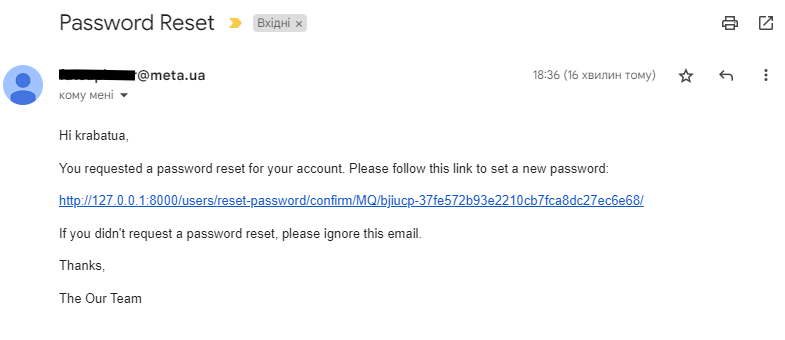 Password Reset Вхідні ×
@meta.ua
18:36 (16 хвилин тому)
кому мені
Hi krabatua,
You requested a password reset for your account. Please follow this link to set a new password:
http://127.0.0.1:8000/users/reset-password/confirm/MQ/bjiucp-37fe572b93e2210cb7fca8dc27ec6e68/
If you didn't request a password reset, please ignore this email.
Thanks,
The Our Team